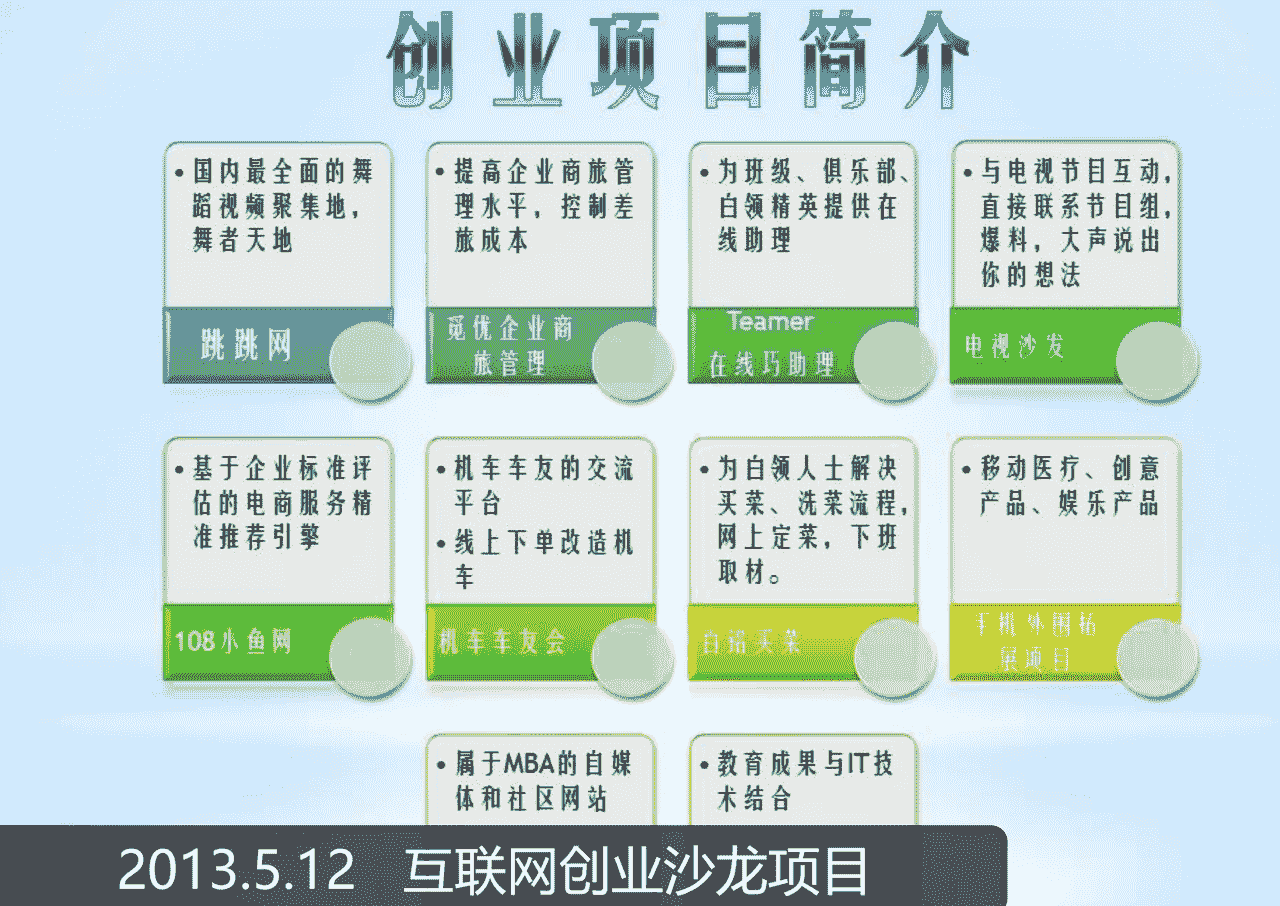 创业项目简介
• 国内最全面的舞
蹈视频聚集地，
舞者天地
跳跳网
• 提高企业商旅管
理水平，控制差
旅成本
觅优企业商
旅管理
• 为班级、俱乐部、
白领精英提供在
线助理
Teamer
在线巧助理
• 与电视节目互动，
直接联系节目组，
爆料，大声说出
你的想法
电视沙发
• 基于企业标准评
估的电商服务精
准推荐引擎
108小鱼网
• 机车车友的交流
平台
• 线上下单改造机
车
机车车友会
• 为白领人士解决
买菜、洗菜流程，
网上定菜，下班
取材。
白诺买菜
• 移动医疗、创意
产品、娱乐产品
手机外围拓
展项目
• 属于MBA的自媒
体和社区网站
• 教育成果与IT技
术结合
2013.5.12 互联网创业沙龙项目